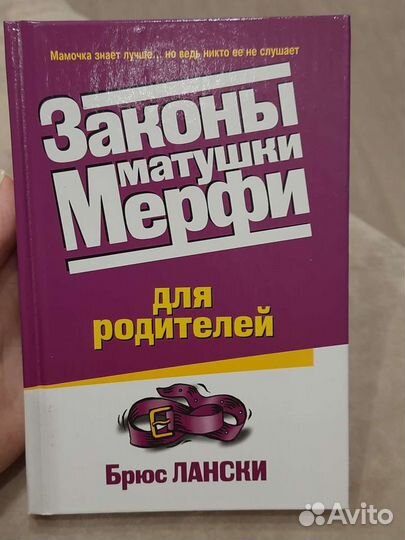 Мамочка знает лучше... но ведь никто ее не слушает
Законы
матушки
Мерфи
для
родителей
Брюс ЛАНСКИ
Avito